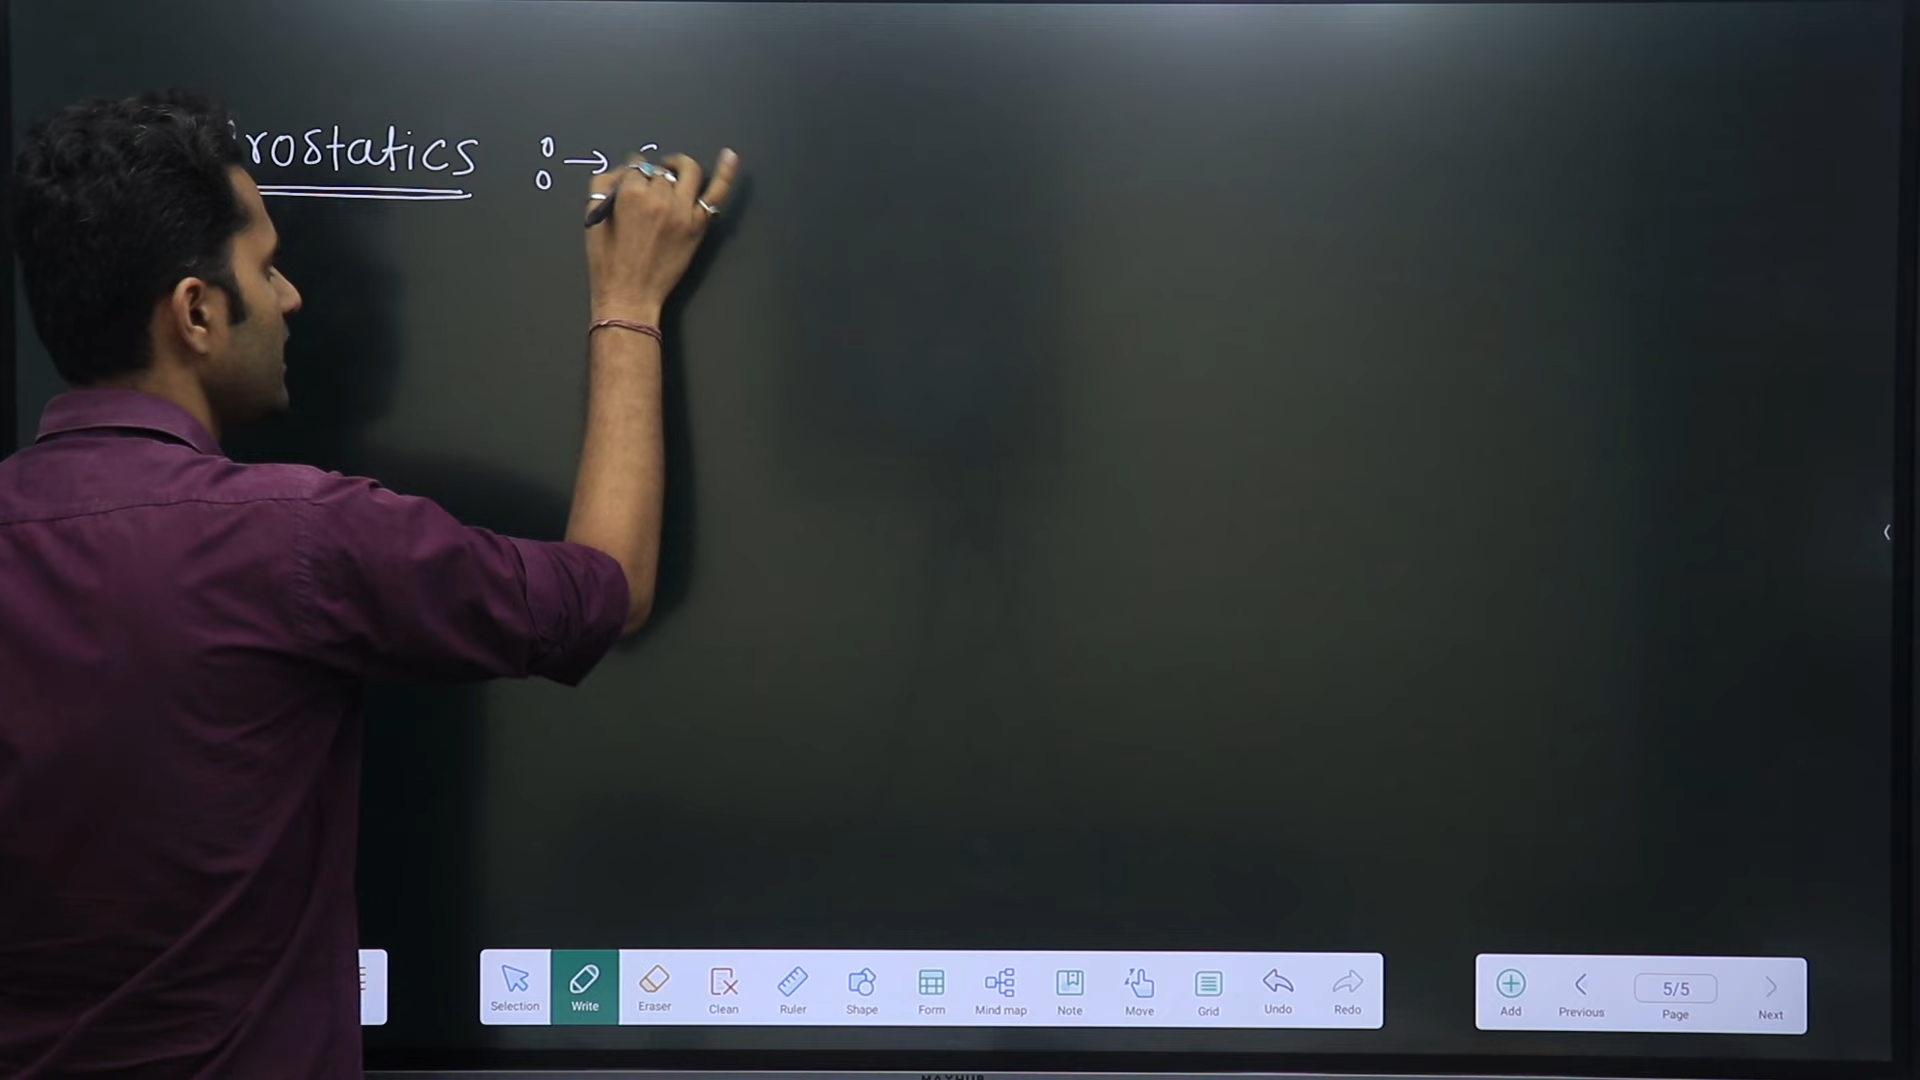 rostatics : →
Selection Write Eraser Clean Ruler Shape Form Mind map Note Move Grid Undo Redo
Add Previous 5/5 Page Next
MAXHUB